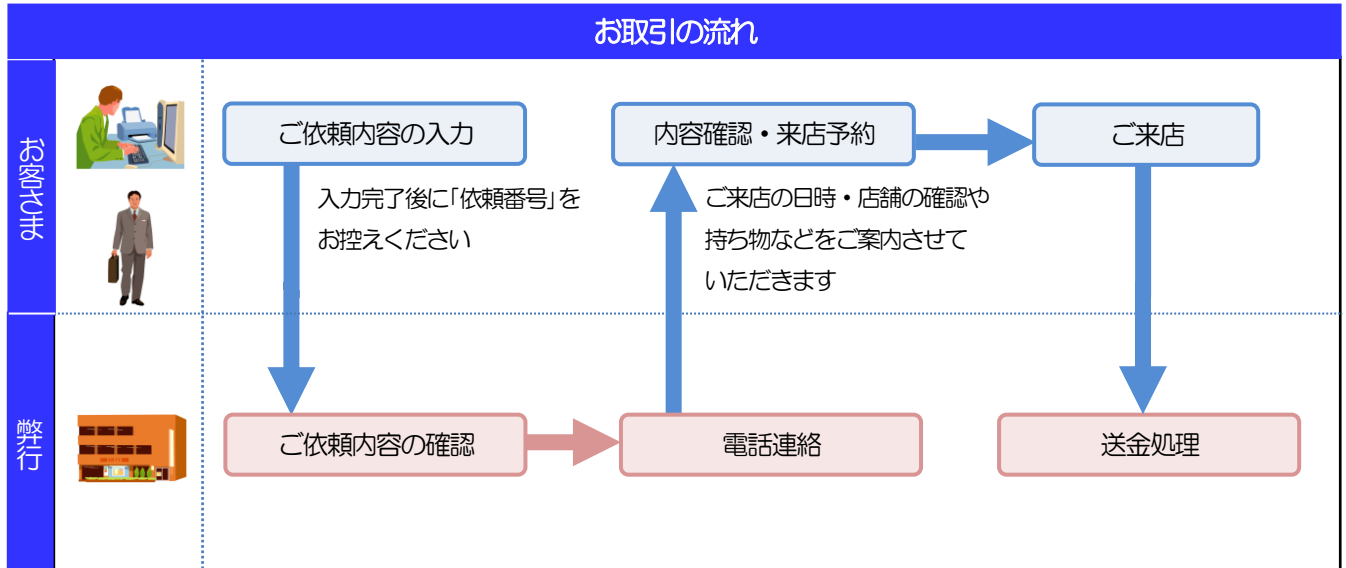 お取引の流れ
お客さま
ご依頼内容の入力
入力完了後に「依頼番号」を
お控えください
内容確認・来店予約
ご来店の日時・店舗の確認や
持ち物などをご案内させて
いただきます
ご来店
弊行
ご依頼内容の確認
電話連絡
送金処理